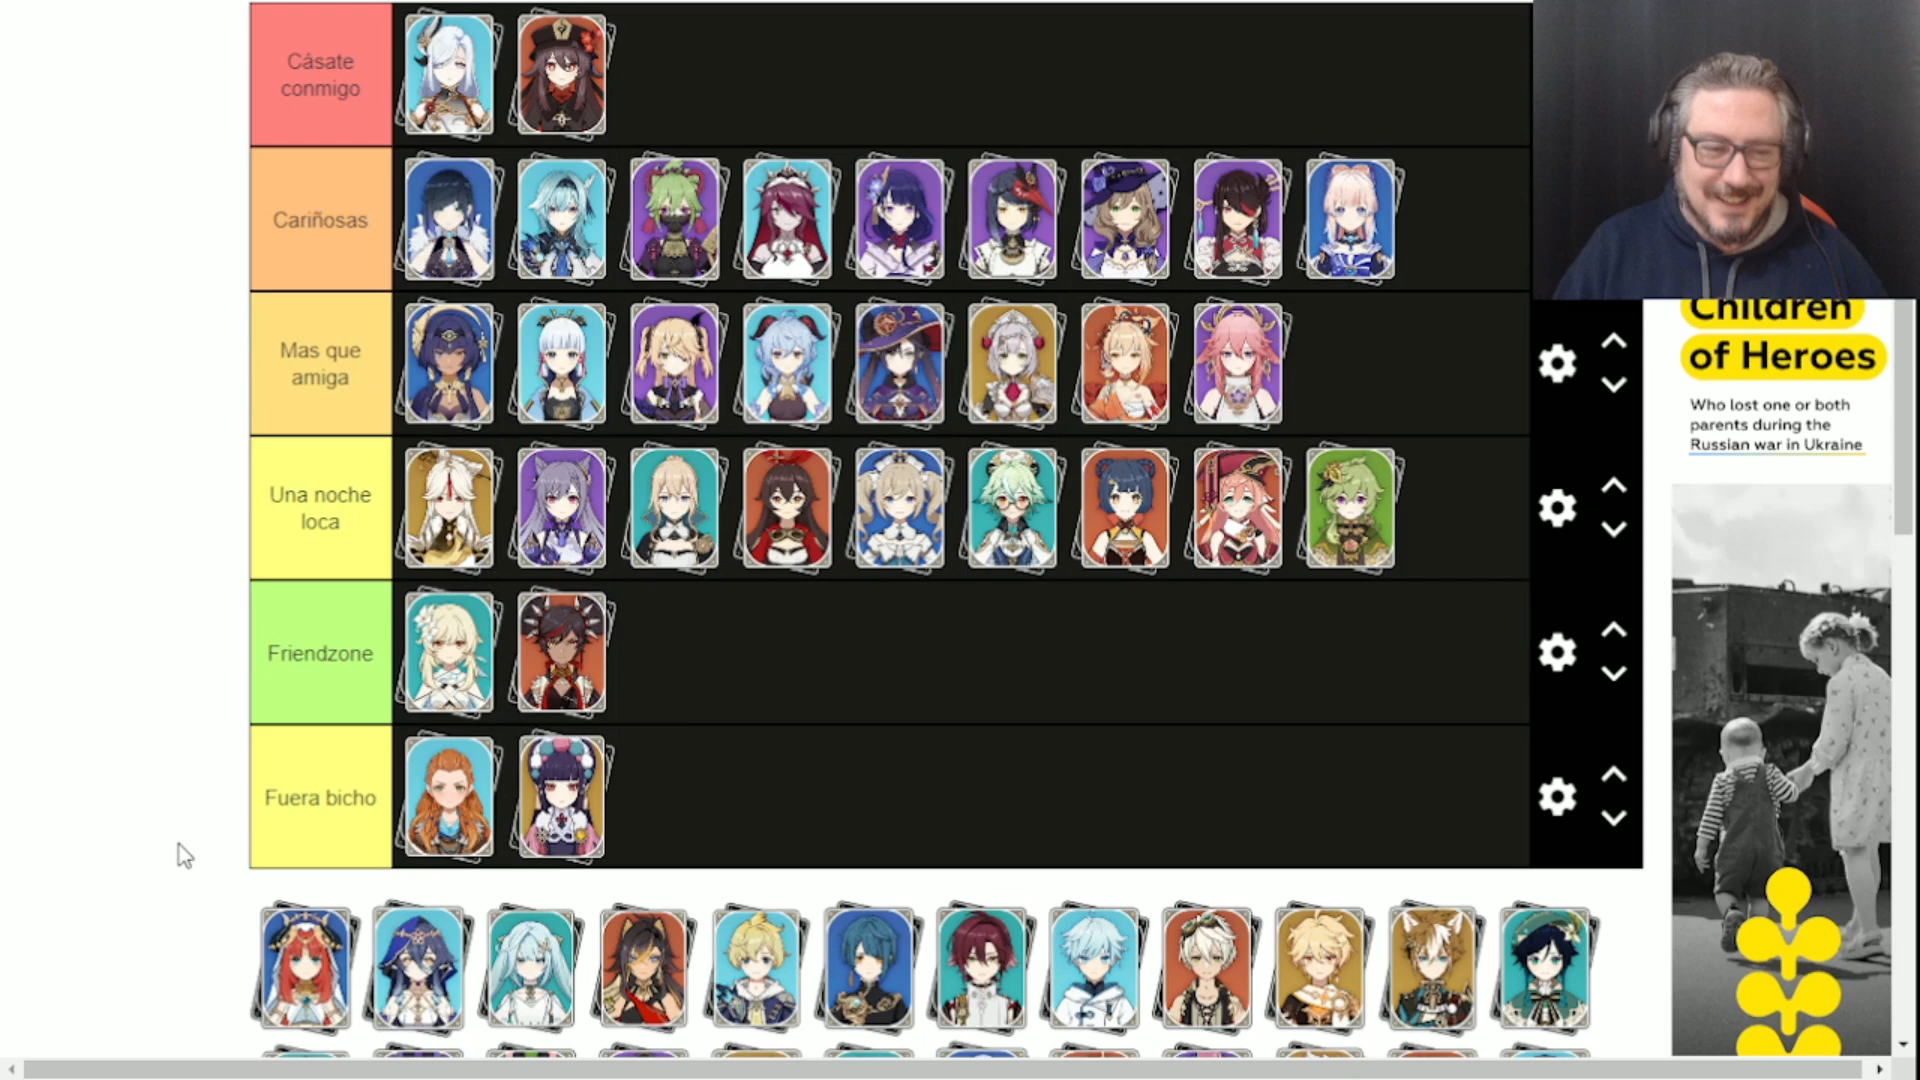 Cásate
conmigo
Cariñosas
Mas que
amiga
Una noche
loca
Friendzone
Fuera bicho
Children
of Heroes
Who lost one or both
parents during the
Russian war in Ukraine